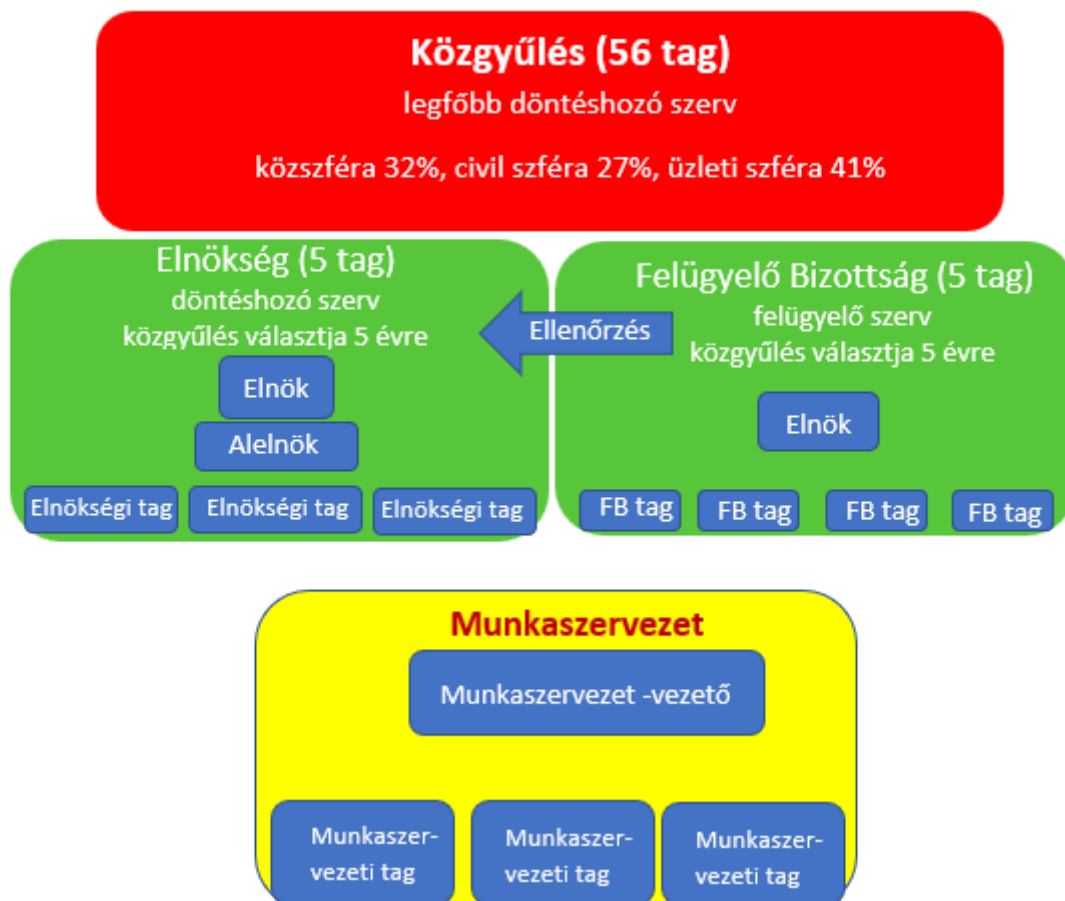 Közgyűlés (56 tag)
legfőbb döntéshozó szerv
közszféra 32%, civil szféra 27%, üzleti szféra 41%
Elnökség (5 tag)
döntéshozó szerv
közgyűlés választja 5 évre
Elnök
Alelnök
Elnökségi tag
Elnökségi tag
Elnökségi tag
Ellenőrzés
Felügyelő Bizottság (5 tag)
felügyelő szerv
közgyűlés választja 5 évre
Elnök
FB tag
FB tag
FB tag
FB tag
Munkaszervezet
Munkaszervezet -vezető
Munkaszer-
vezeti tag
Munkaszer-
vezeti tag
Munkaszer-
vezeti tag